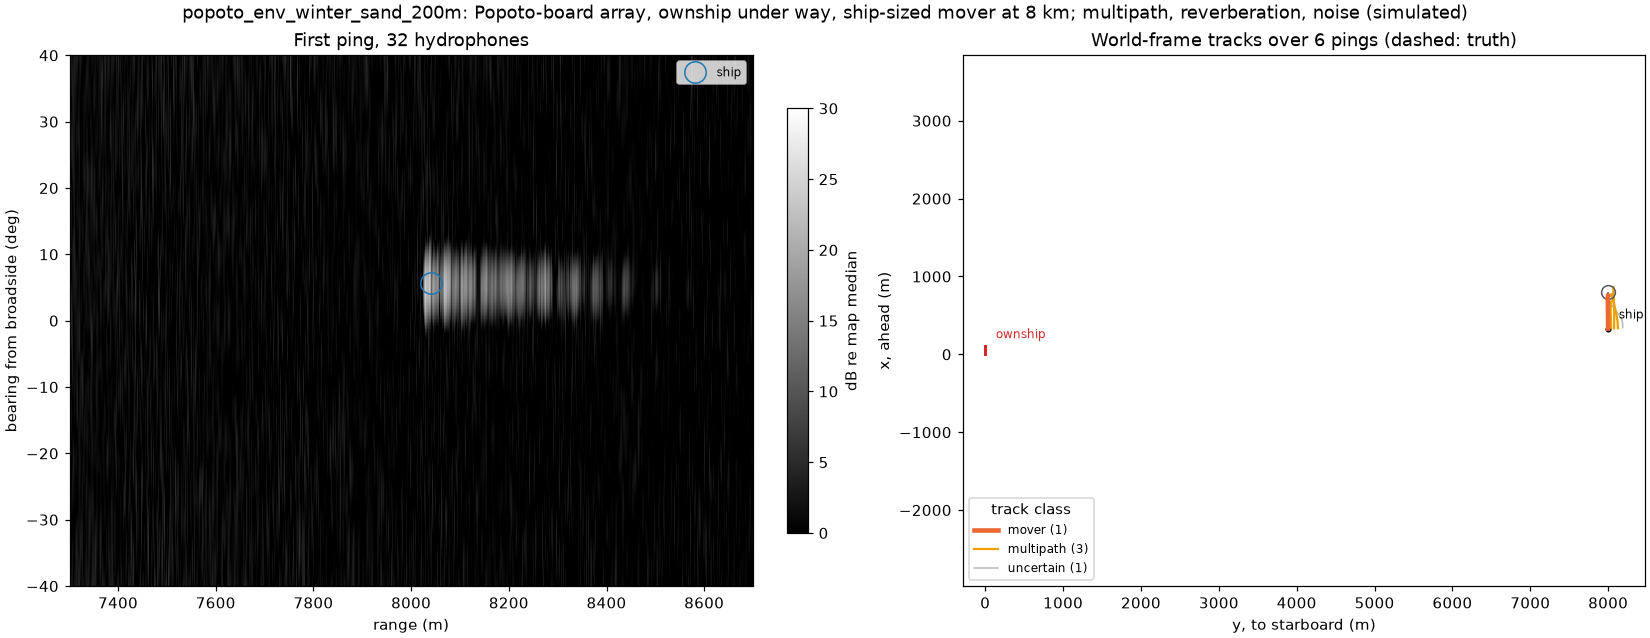 popoto_env_winter_sand_200m: Popoto-board array, ownship under way, ship-sized mover at 8 km; multipath, reverberation, noise (simulated)
First ping, 32 hydrophones
40
30
20
10
0
−10
−20
−30
−40
bearing from broadside (deg)
7400
7600
7800
8000
8200
8400
8600
range (m)
ship
30
25
20
15
10
5
0
dB re map median
World-frame tracks over 6 pings (dashed: truth)
3000
2000
1000
0
−1000
−2000
x, ahead (m)
ownship
ship
track class
mover (1)
multipath (3)
uncertain (1)
0
1000
2000
3000
4000
5000
6000
7000
8000
y, to starboard (m)